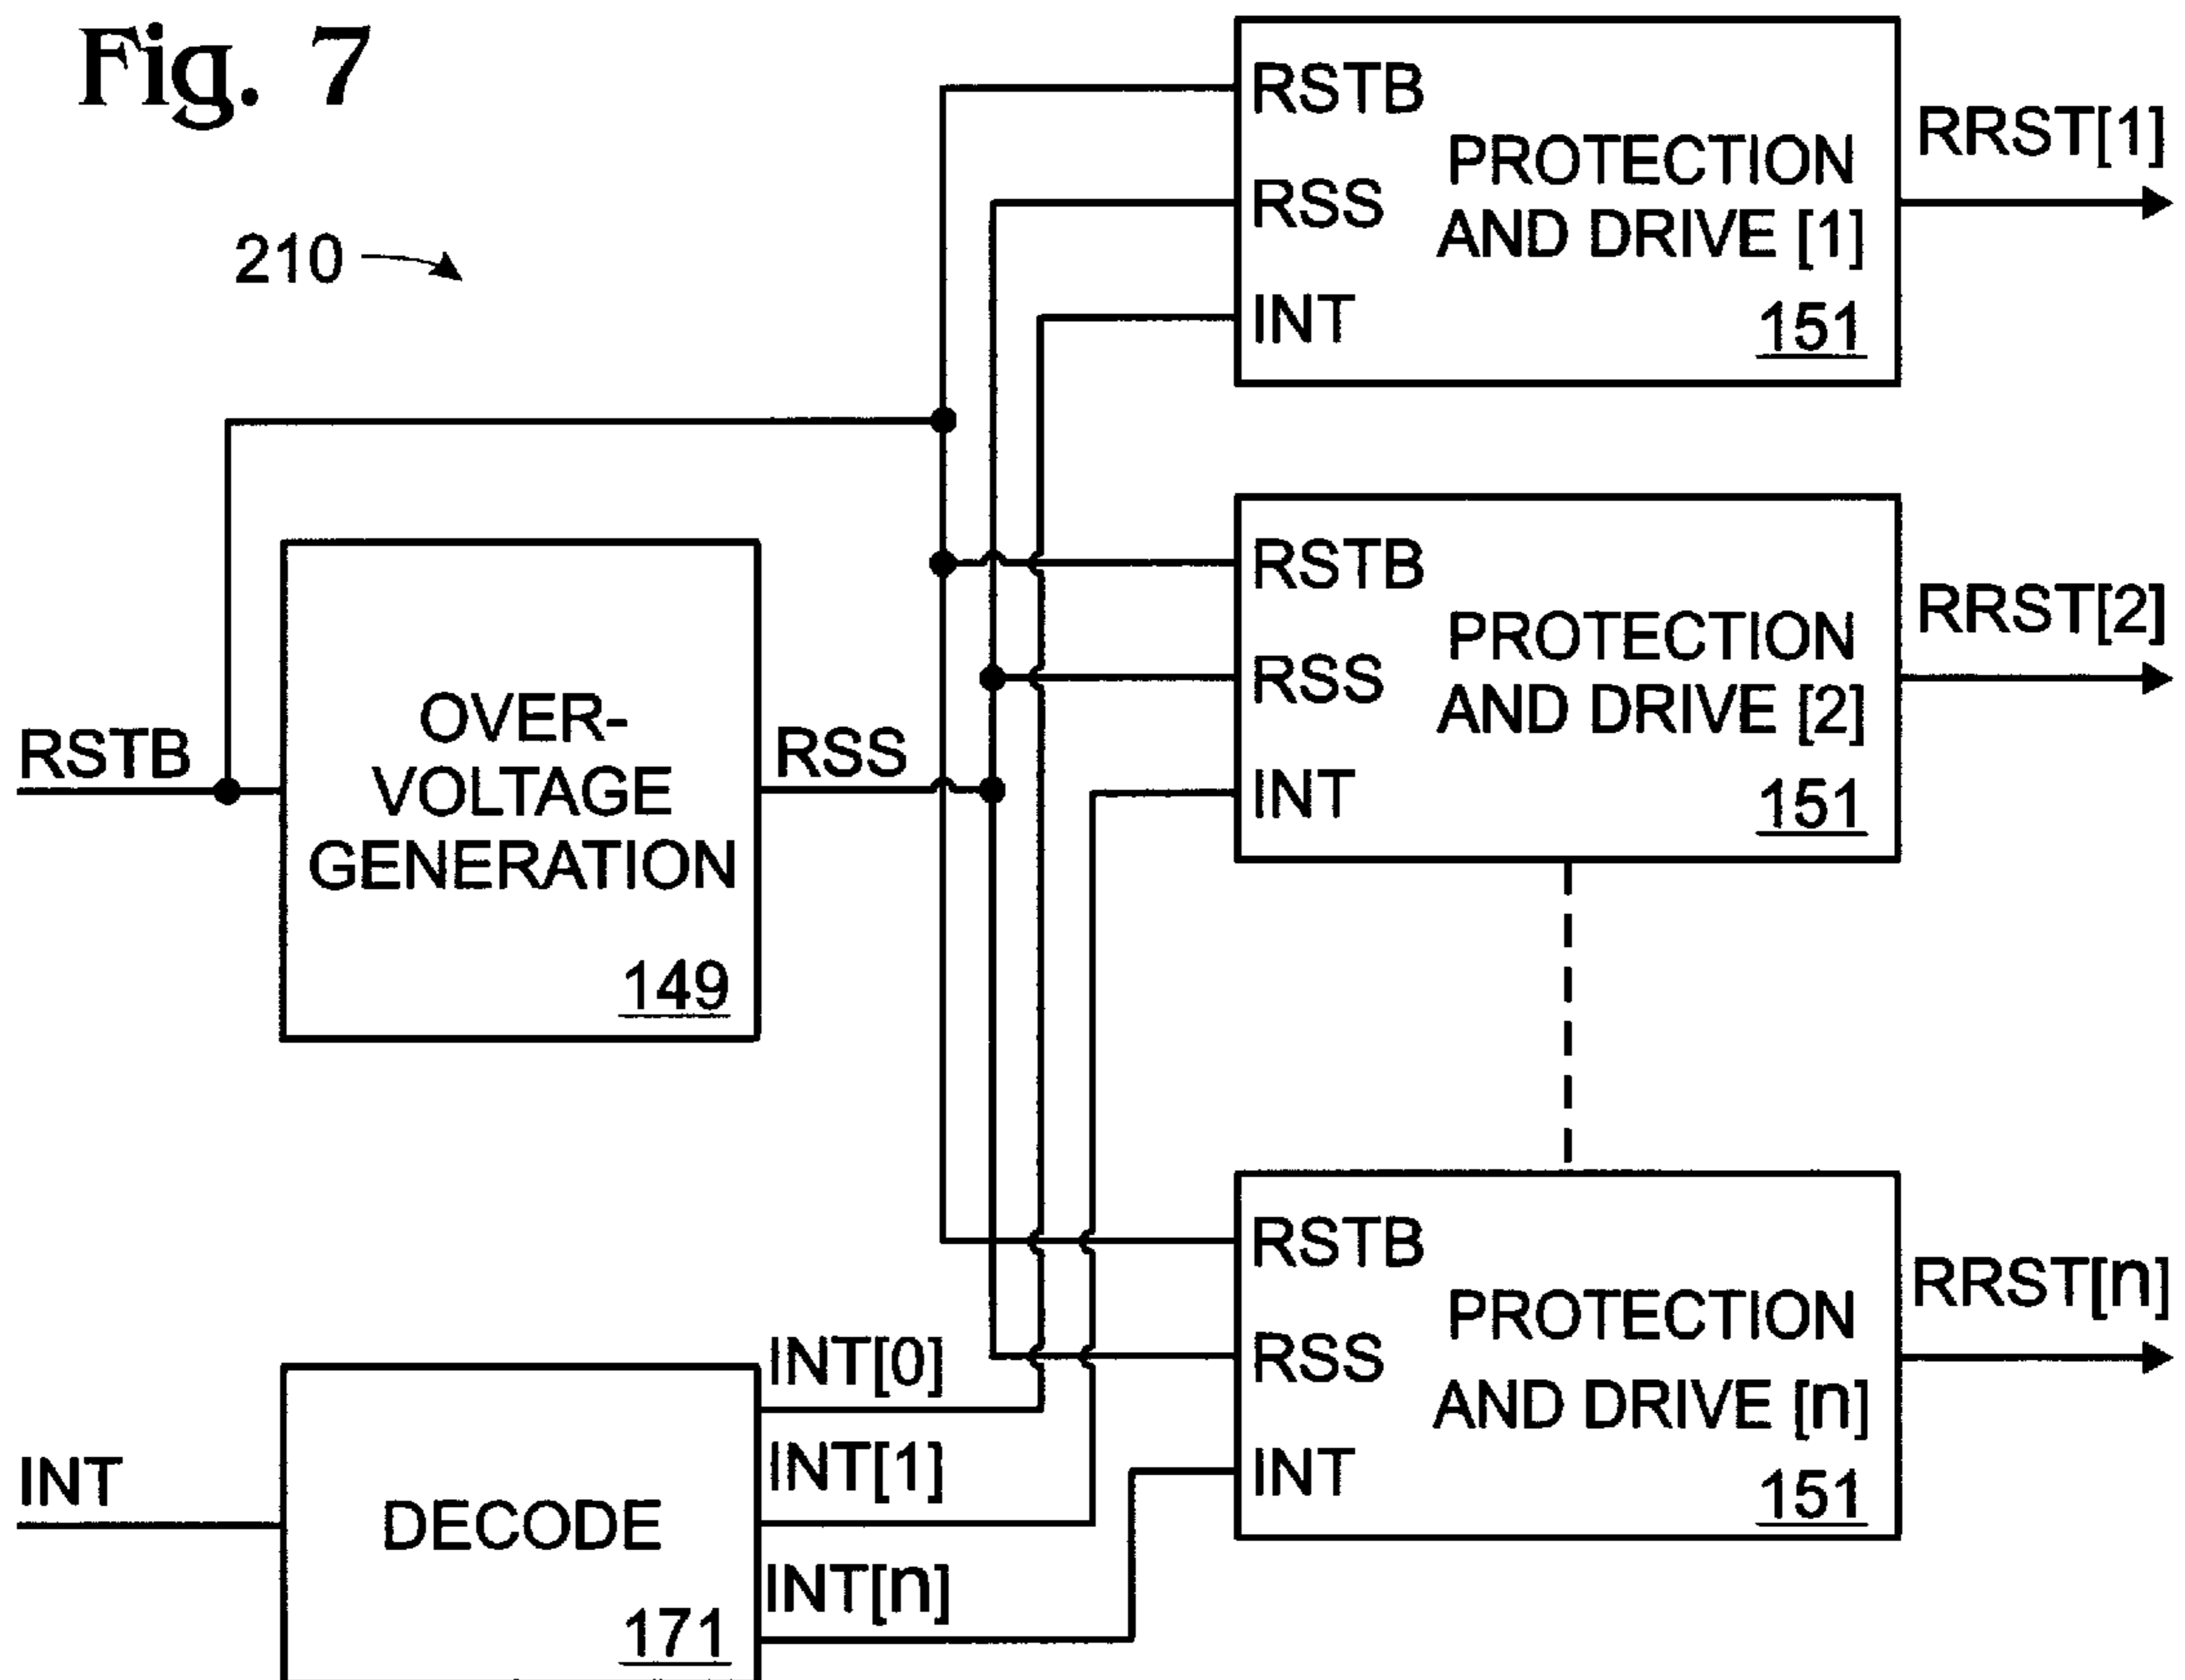 Fig. 7
210
RSTB
OVER-
VOLTAGE
GENERATION
149
RSS
INT
DECODE
171
INT[0]
INT[1]
INT[n]
RSTB
RSS
INT
PROTECTION
AND DRIVE [1]
151
RRST[1]
RSTB
RSS
INT
PROTECTION
AND DRIVE [2]
151
RRST[2]
RSTB
RSS
INT
PROTECTION
AND DRIVE [n]
151
RRST[n]